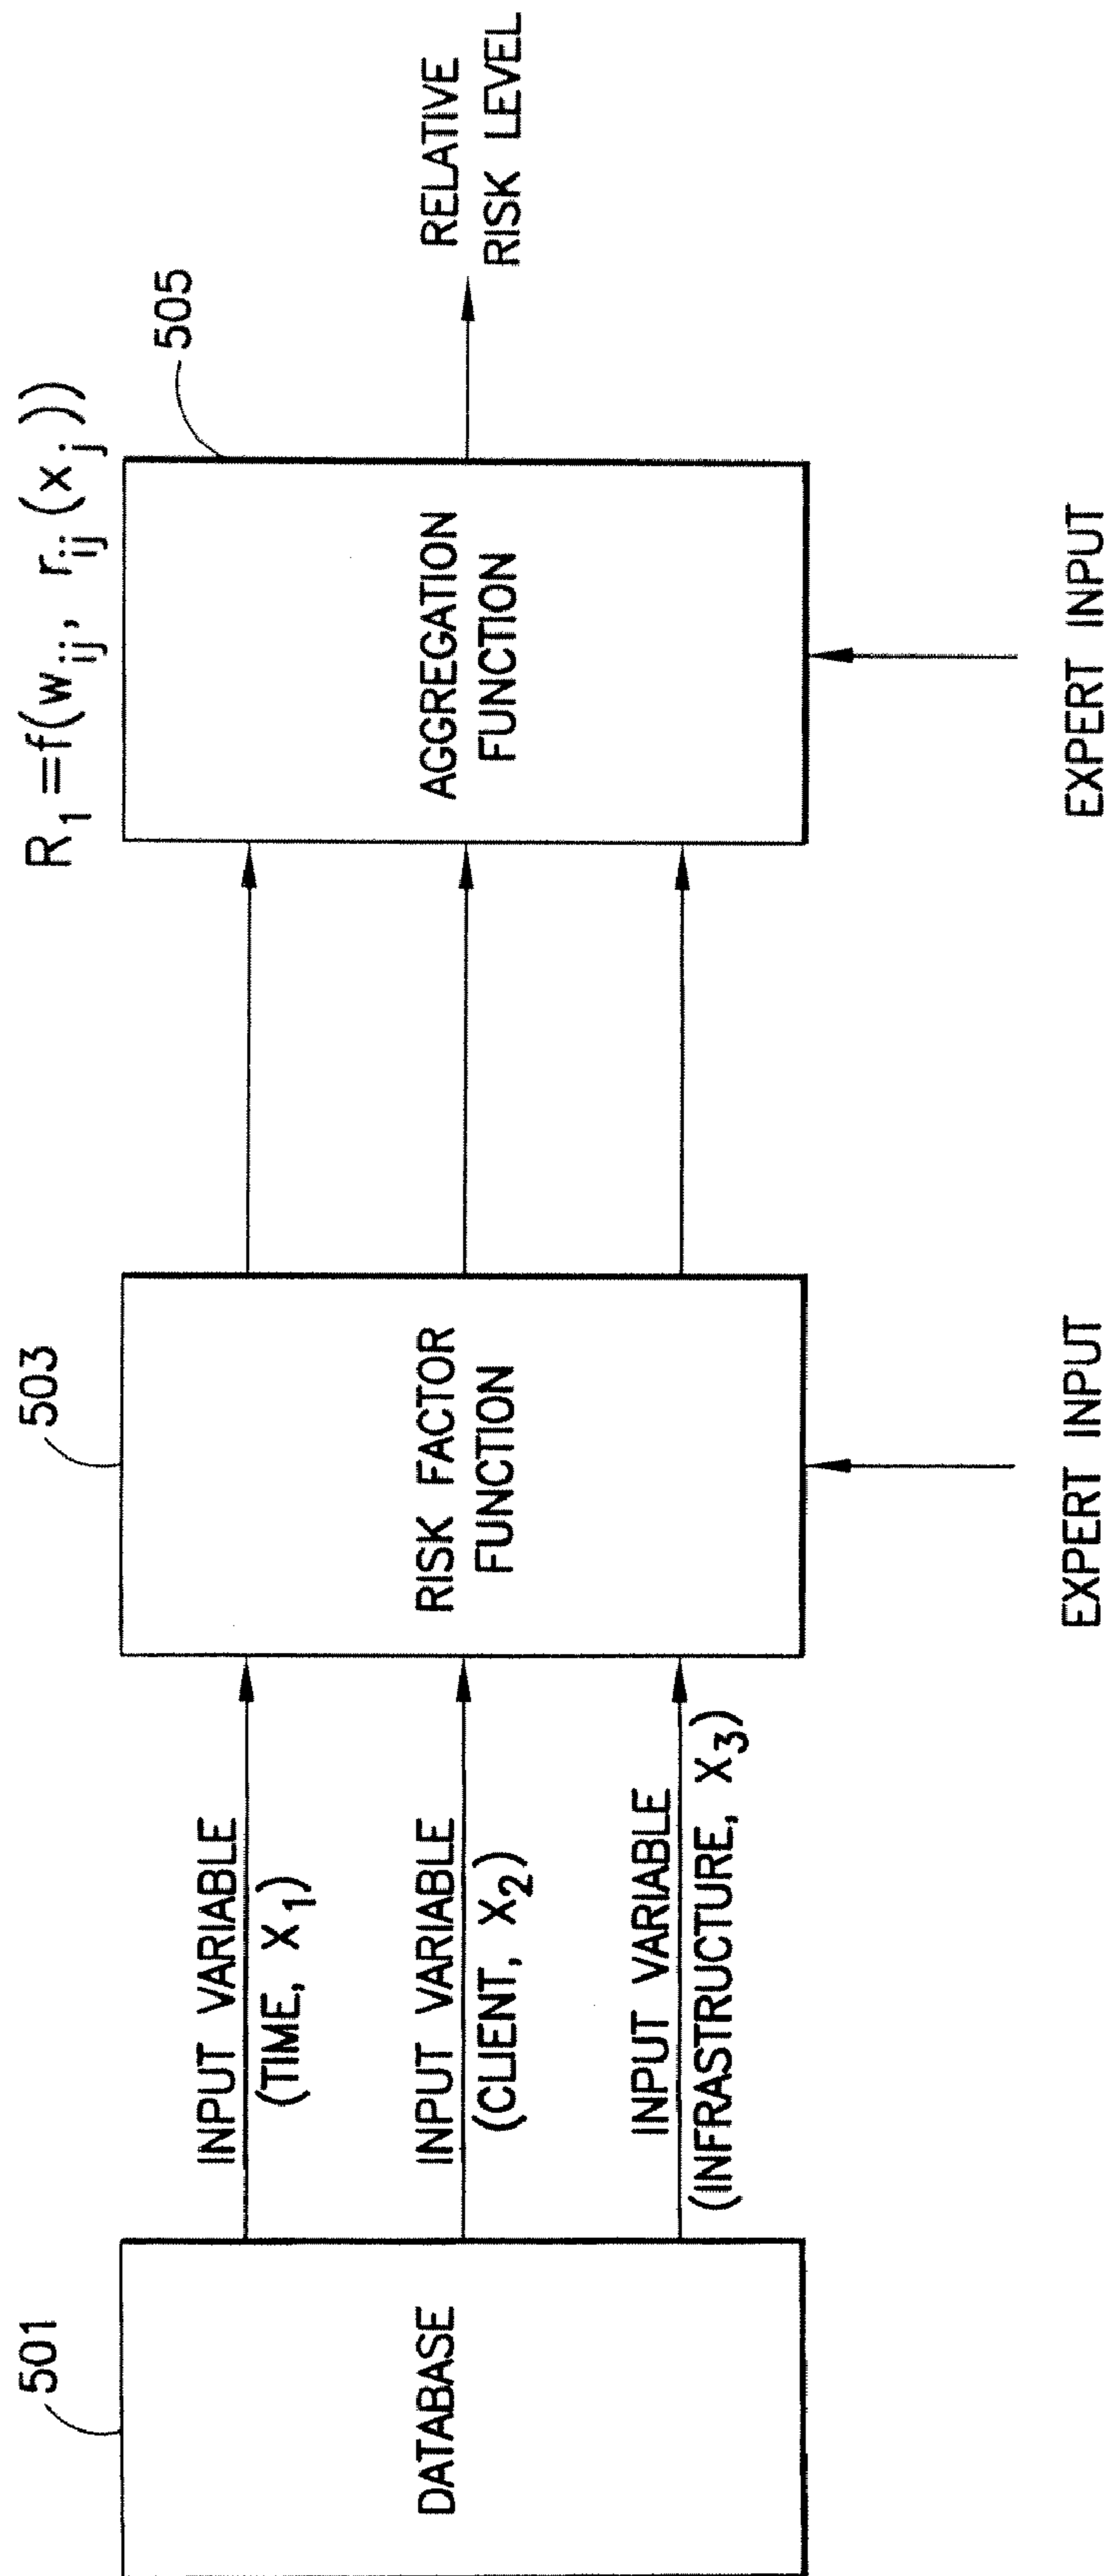 501
DATABASE
INPUT VARIABLE
(TIME, X1)
INPUT VARIABLE
(CLIENT, X2)
INPUT VARIABLE
(INFRASTRUCTURE, X3)
503
RISK FACTOR
FUNCTION
EXPERT INPUT
R1 =f(wij, rij (xj ))
505
AGGREGATION
FUNCTION
EXPERT INPUT
RELATIVE
RISK LEVEL